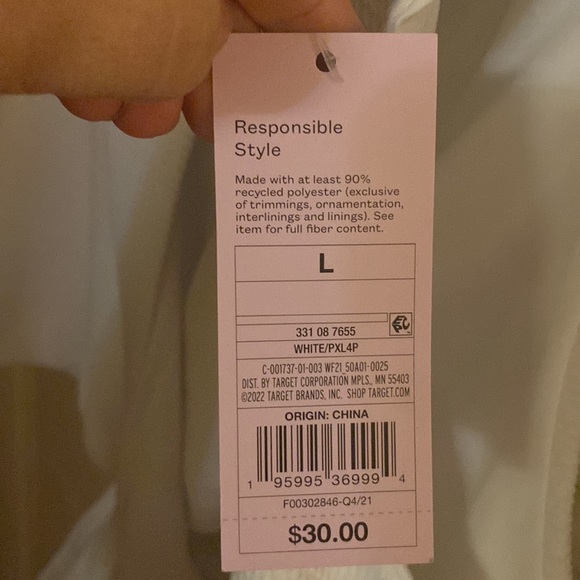 Responsible
Style
Made with at least 90%
recycled polyester (exclusive
of trimmings, ornamentation,
interlinings and linings). See
item for full fiber content.
L
331 08 7655
WHITE/PXL4P
C-001737-01-003 WF21_50A01-0025
DIST. BY TARGET CORPORATION MPLS., MN 55403
©2022 TARGET BRANDS, INC. SHOP TARGET.COM
ORIGIN: CHINA
1 95995 36999 4
F00302846-Q4/21
$30.00